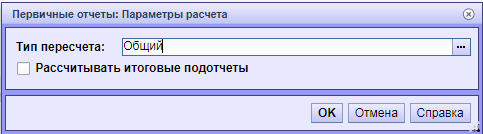 Первичные отчеты: Параметры расчета
Тип пересчета: Общий ...
Рассчитывать итоговые подотчеты
OK Отмена Справка